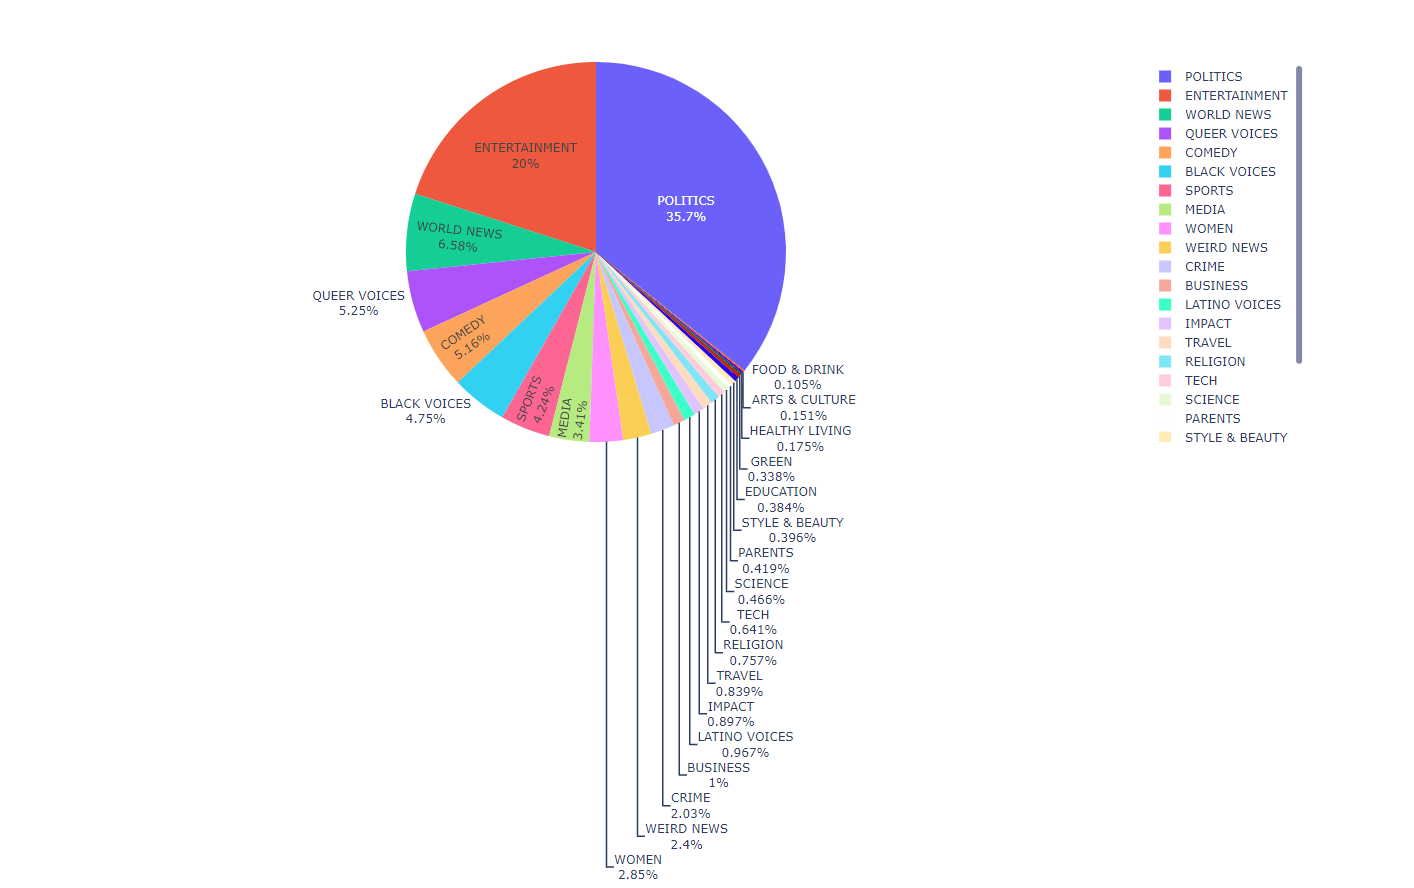 POLITICS
35.7%
ENTERTAINMENT
20%
WORLD NEWS
6.58%
QUEER VOICES
5.25%
COMEDY
5.16%
BLACK VOICES
4.75%
SPORTS
4.24%
MEDIA
3.41%
FOOD & DRINK
0.105%
ARTS & CULTURE
0.151%
HEALTHY LIVING
0.175%
GREEN
0.338%
EDUCATION
0.384%
STYLE & BEAUTY
0.396%
PARENTS
0.419%
SCIENCE
0.466%
TECH
0.641%
RELIGION
0.757%
TRAVEL
0.839%
IMPACT
0.897%
LATINO VOICES
0.967%
BUSINESS
1%
CRIME
2.03%
WEIRD NEWS
2.4%
WOMEN
2.85%
POLITICS
ENTERTAINMENT
WORLD NEWS
QUEER VOICES
COMEDY
BLACK VOICES
SPORTS
MEDIA
WOMEN
WEIRD NEWS
CRIME
BUSINESS
LATINO VOICES
IMPACT
TRAVEL
RELIGION
TECH
SCIENCE
PARENTS
STYLE & BEAUTY